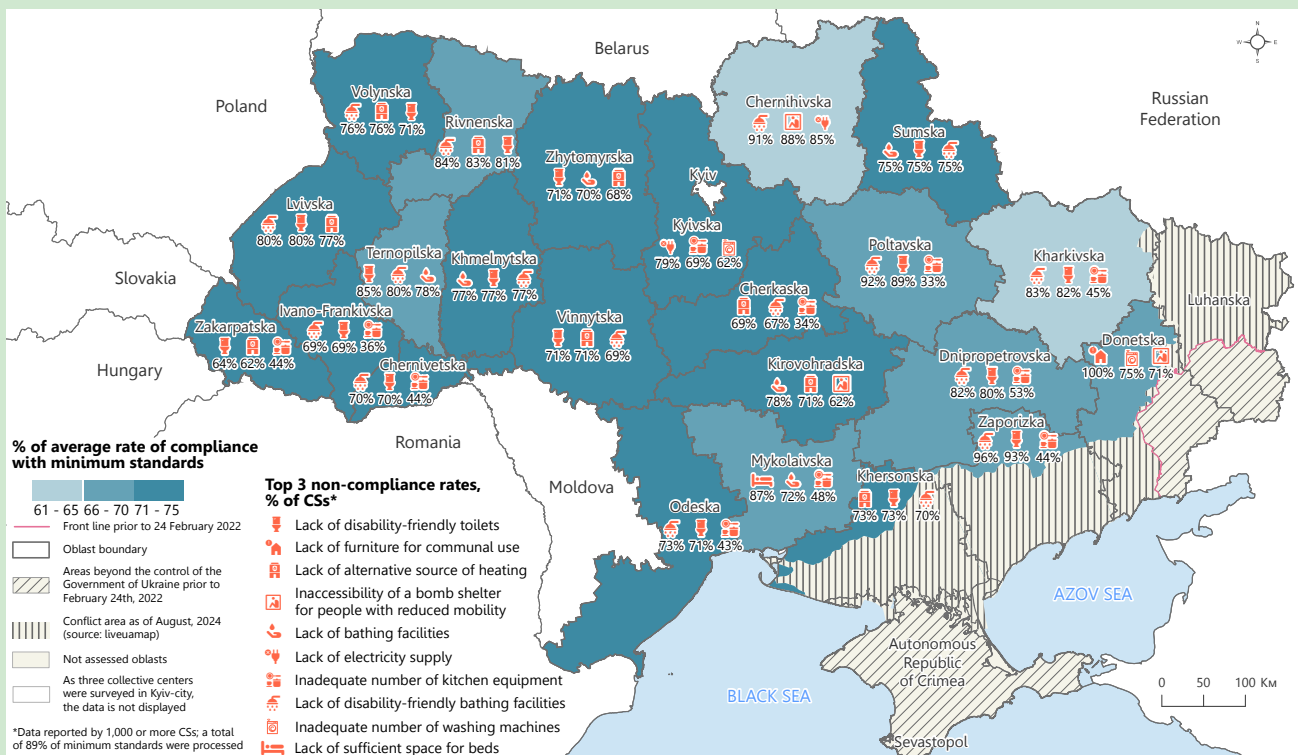 Belarus
N
W E
S
Poland
Russian
Federation
Volynska
76% 76% 71%
Rivnenska
84% 83% 81%
Zhytomyrska
71% 70% 68%
Chernihivska
91% 88% 85%
Sumska
75% 75% 75%
Kyiv
Lvivska
80% 80% 77%
Kyivska
79% 69% 62%
Ternopilska
85% 80% 78%
Khmelnytska
77% 77% 77%
Poltavska
92% 89% 33%
Kharkivska
83% 82% 45%
Slovakia
Luhanska
Cherkaska
69% 67% 34%
Ivano-Frankivska
69% 69% 36%
Vinnytska
71% 71% 69%
Zakarpatska
64% 62% 44%
Donetska
100% 75% 71%
Dnipropetrovska
82% 80% 53%
Kirovohradska
78% 71% 62%
Chernivetska
70% 70% 44%
Hungary
Zaporizka
96% 93% 44%
Romania
Moldova
Mykolaivska
87% 72% 48%
Khersonska
73% 73% 70%
Odeska
73% 71% 43%
AZOV SEA
BLACK SEA
Autonomous
Republic
of Crimea
Sevastopol
0 50 100 Км
% of average rate of compliance
with minimum standards
61 - 65 66 - 70 71 - 75
Front line prior to 24 February 2022
Oblast boundary
Areas beyond the control of the
Government of Ukraine prior to
February 24th, 2022
Conflict area as of August, 2024
(source: liveuamap)
Not assessed oblasts
As three collective centers
were surveyed in Kyiv-city,
the data is not displayed
*Data reported by 1,000 or more CSs; a total
of 89% of minimum standards were processed
Top 3 non-compliance rates,
% of CSs*
Lack of disability-friendly toilets
Lack of furniture for communal use
Lack of alternative source of heating
Inaccessibility of a bomb shelter
for people with reduced mobility
Lack of bathing facilities
Lack of electricity supply
Inadequate number of kitchen equipment
Lack of disability-friendly bathing facilities
Inadequate number of washing machines
Lack of sufficient space for beds